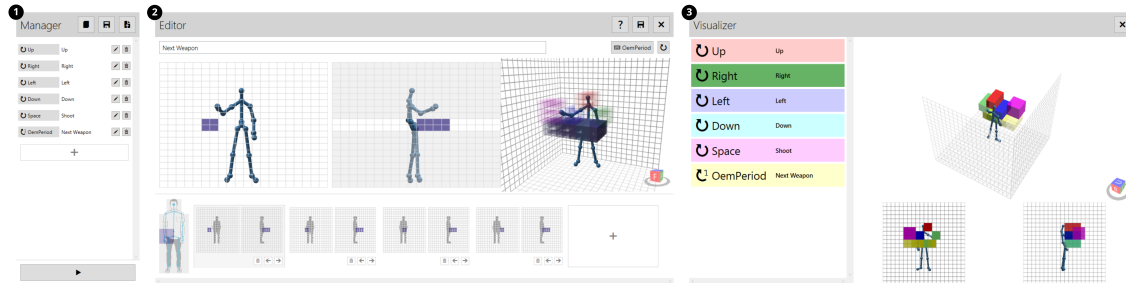 1
Manager
Up Up
Right Right
Left Left
Down Down
Space Shoot
OemPeriod Next Weapon
+
2
Editor
?
Next Weapon
OemPeriod
+
3
Visualizer
Up Up
Right Right
Left Left
Down Down
Space Shoot
1 OemPeriod Next Weapon